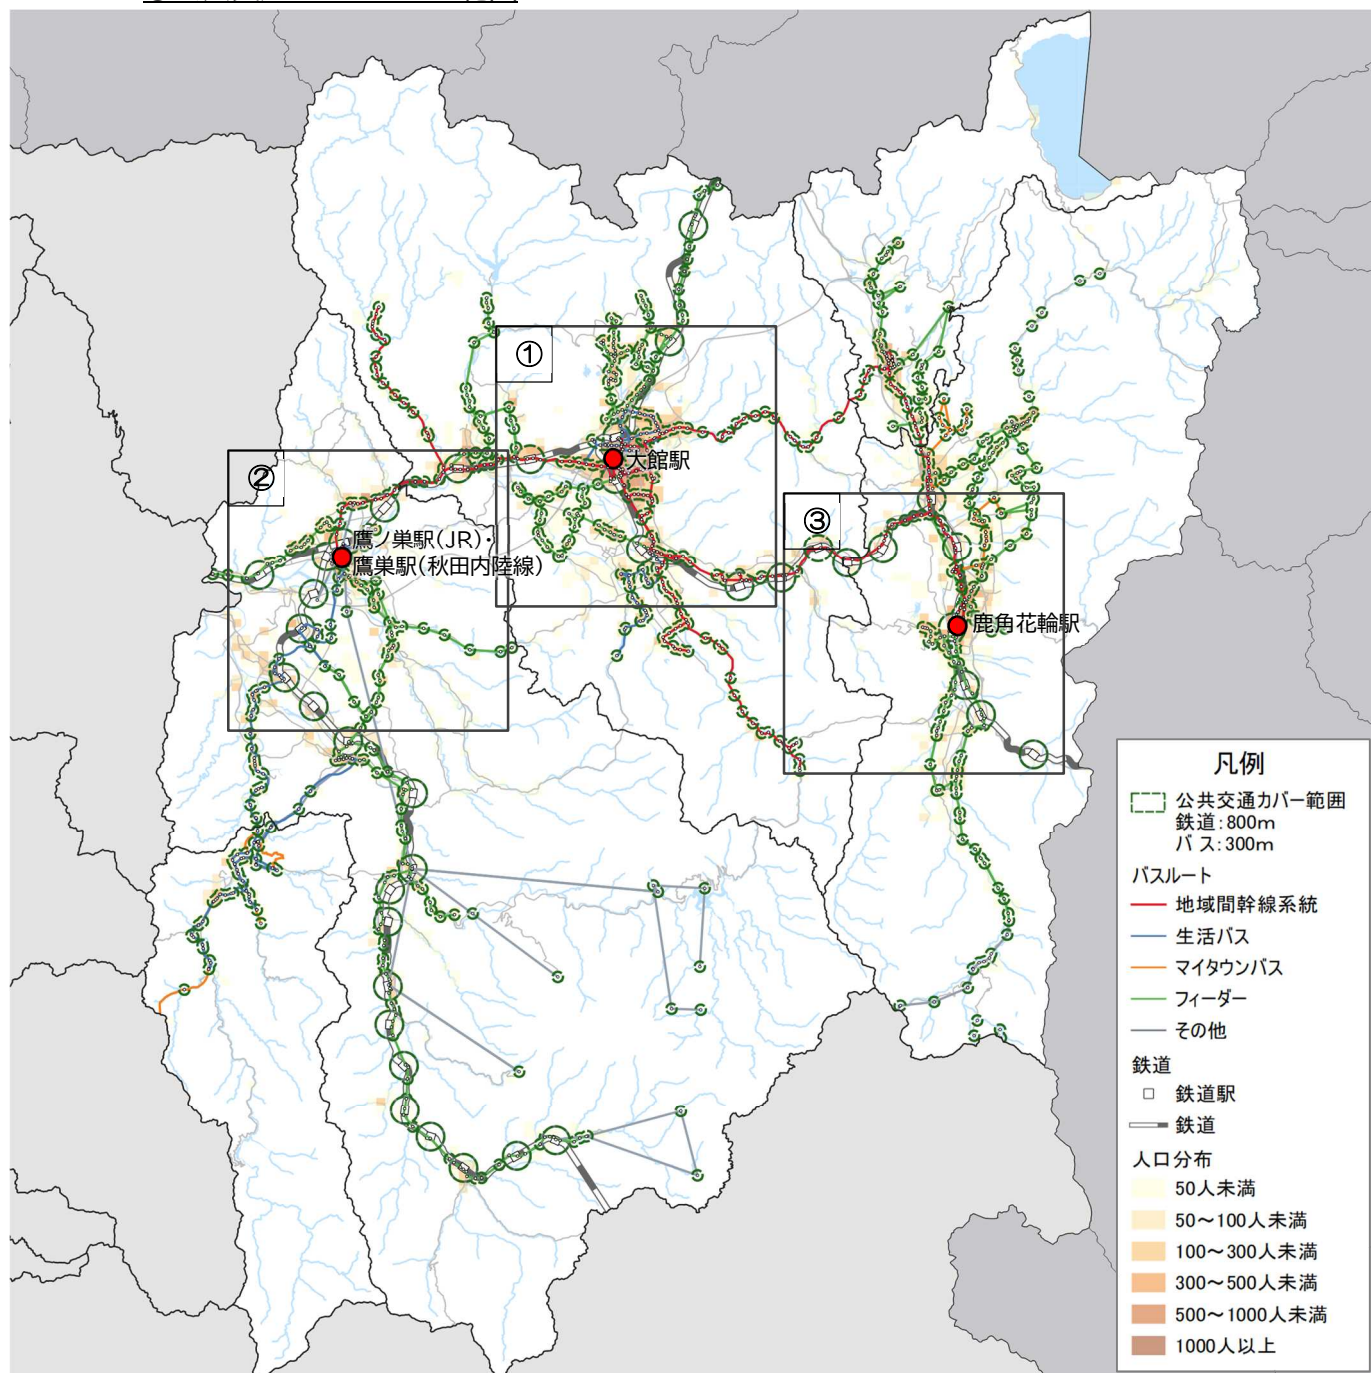 ①
大館駅
②
鷹ノ巣駅(JR)・
鷹巣駅(秋田内陸線)
③
鹿角花輪駅
凡例
公共交通カバー範囲
鉄道:800m
バス:300m
バスルート
地域間幹線系統
生活バス
マイタウンバス
フィーダー
その他
鉄道
鉄道駅
鉄道
人口分布
50人未満
50~100人未満
100~300人未満
300~500人未満
500~1000人未満
1000人以上